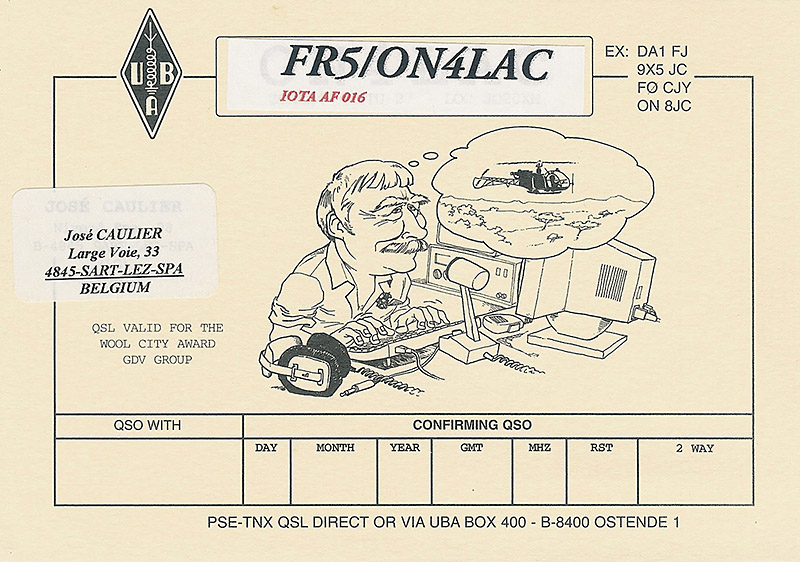 UBA
FR5/ON4LAC
IOTA AF 016
EX: DA1 FJ
9X5 JC
FØ CJY
ON 8JC
JOSÉ CAULIER
José CAULIER
Large Voie, 33
4845-SART-LEZ-SPA
BELGIUM
QSL VALID FOR THE
WOOL CITY AWARD
GDV GROUP
QSO WITH
CONFIRMING QSO
DAY MONTH YEAR GMT MHZ RST 2 WAY
PSE-TNX QSL DIRECT OR VIA UBA BOX 400 - B-8400 OSTENDE 1